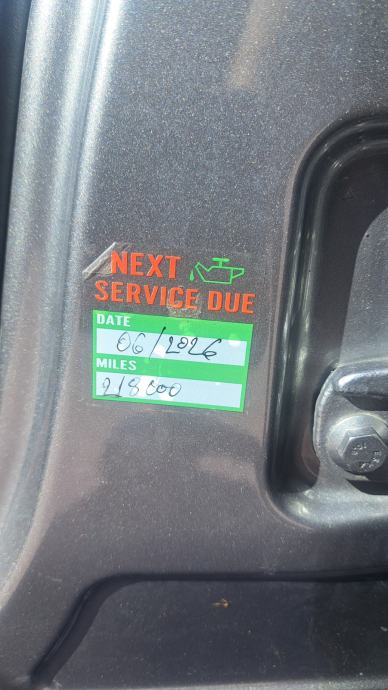 NEXT
SERVICE DUE
DATE
06/2026
MILES
218000